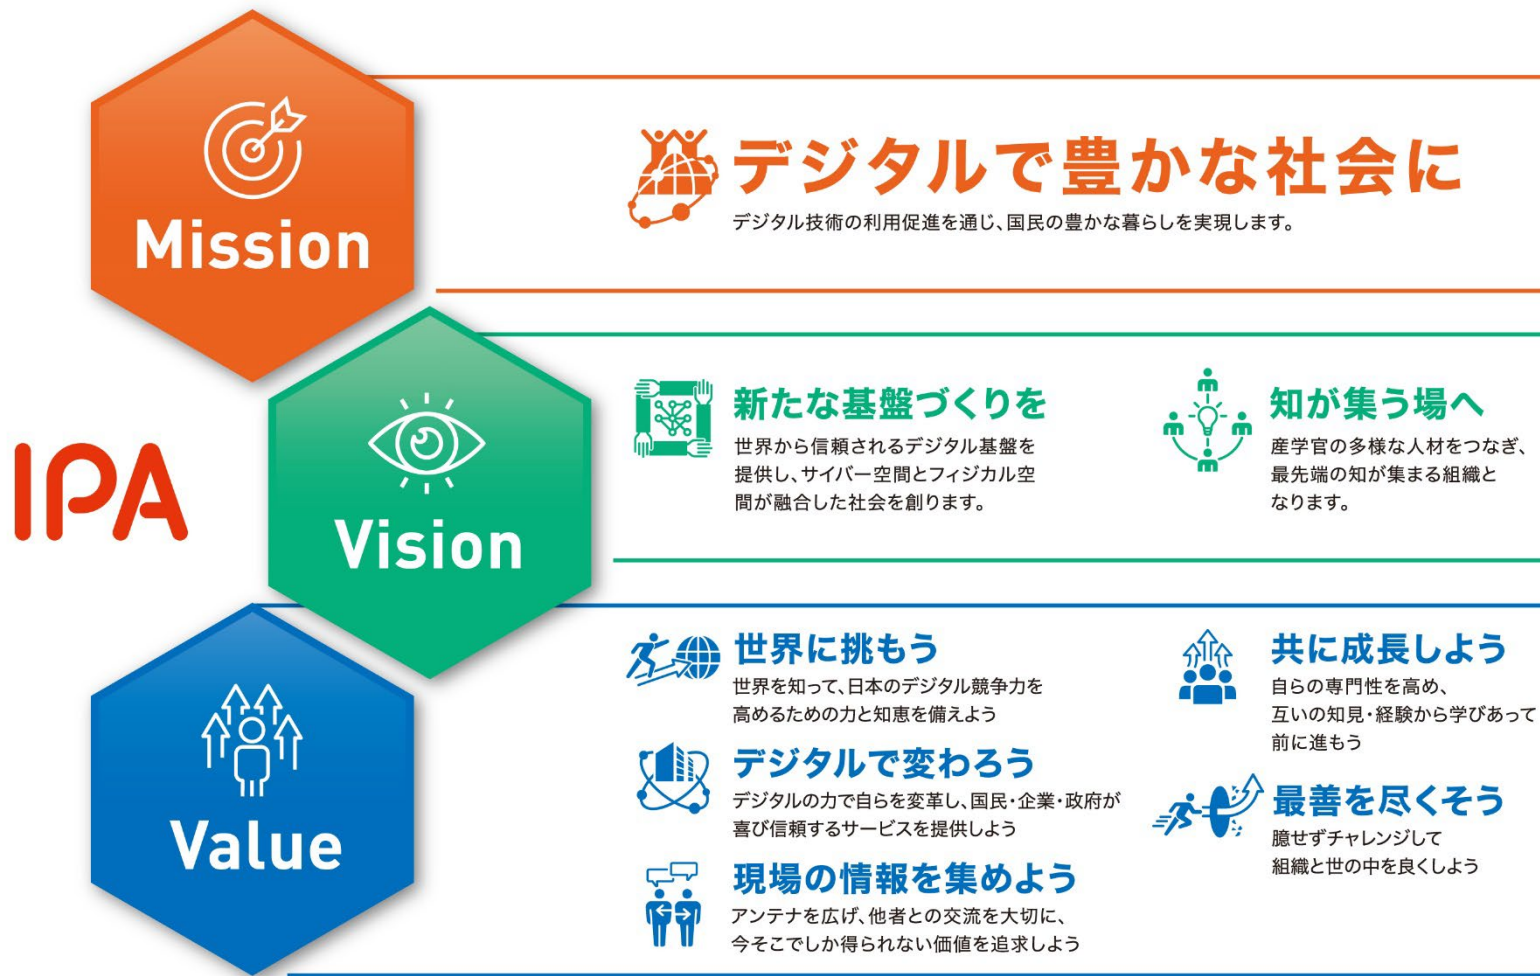 IPA
Mission
デジタルで豊かな社会に
デジタル技術の利用促進を通じ、国民の豊かな暮らしを実現します。
Vision
新たな基盤づくりを
世界から信頼されるデジタル基盤を
提供し、サイバー空間とフィジカル空
間が融合した社会を創ります。
知が集う場へ
産学官の多様な人材をつなぎ、
最先端の知が集まる組織と
なります。
Value
世界に挑もう
世界を知って、日本のデジタル競争力を
高めるための力と知恵を備えよう
デジタルで変わろう
デジタルの力で自らを変革し、国民・企業・政府が
喜び信頼するサービスを提供しよう
現場の情報を集めよう
アンテナを広げ、他者との交流を大切に、
今そこでしか得られない価値を追求しよう
共に成長しよう
自らの専門性を高め、
互いの知見・経験から学びあって
前に進もう
最善を尽くそう
臆せずチャレンジして
組織と世の中を良くしよう